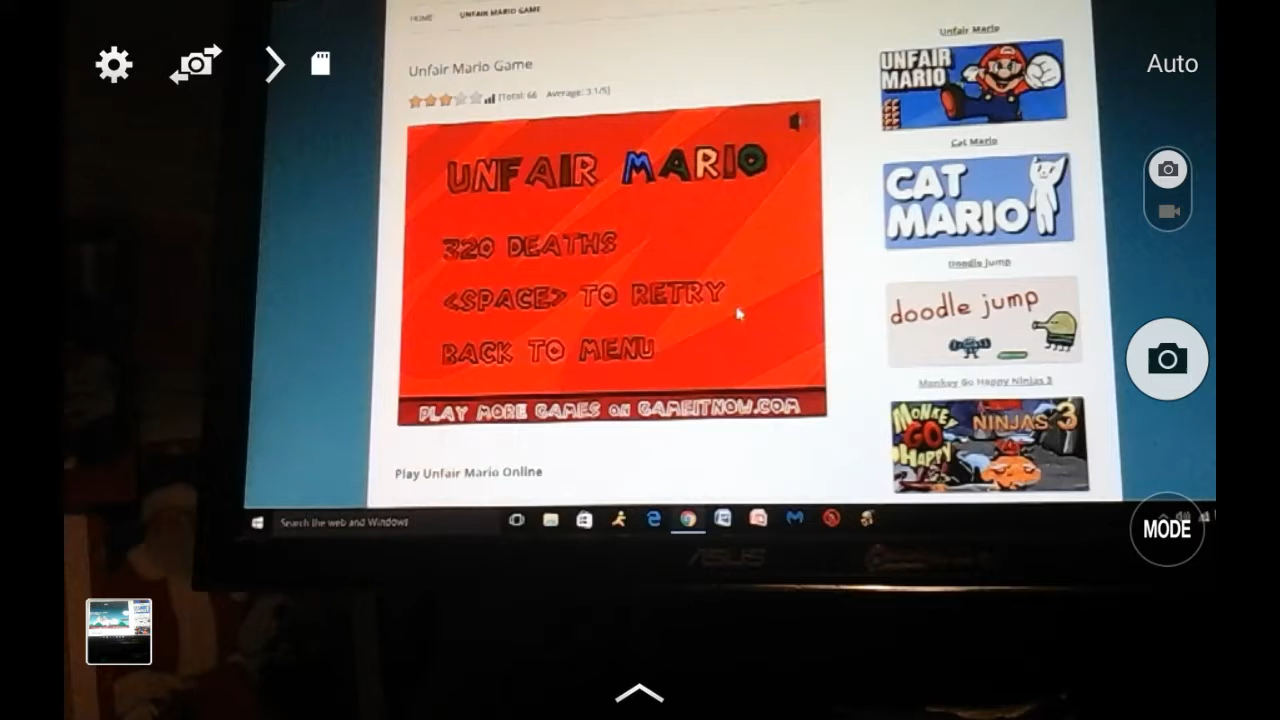 HOME UNFAIR MARIO GAME
Unfair Mario
Unfair Mario Game
UNFAIR
MARIO
Auto
[Total: 66 Average: 3.1/5]
Cat Mario
UNFAIR MARIO
CAT
MARIO
320 DEATHS
Doodle Jump
<SPACE> TO RETRY
doodle jump
BACK TO MENU
Monkey Go Happy Ninjas 3
PLAY MORE GAMES ON GAMEITNOW.COM
MONKEY
GO
HAPPY
NINJAS 3
Play Unfair Mario Online
Search the web and Windows
MODE
ASUS